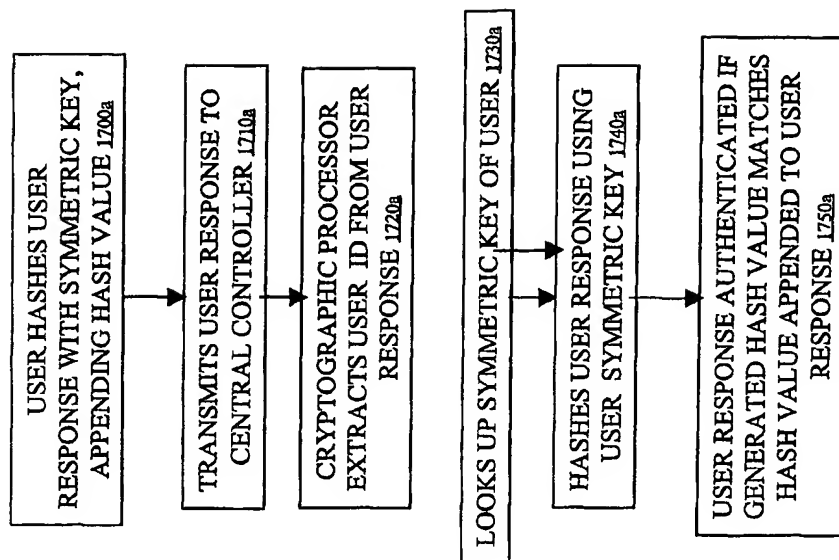 USER HASHES USER
RESPONSE WITH SYMMETRIC KEY,
APPENDING HASH VALUE 1700a
TRANSMITS USER RESPONSE TO
CENTRAL CONTROLLER 1710a
CRYPTOGRAPHIC PROCESSOR
EXTRACTS USER ID FROM USER
RESPONSE 1720a
LOOKS UP SYMMETRIC KEY OF USER 1730a
HASHES USER RESPONSE USING
USER SYMMETRIC KEY 1740a
USER RESPONSE AUTHENTICATED IF
GENERATED HASH VALUE MATCHES
HASH VALUE APPENDED TO USER
RESPONSE 1750a